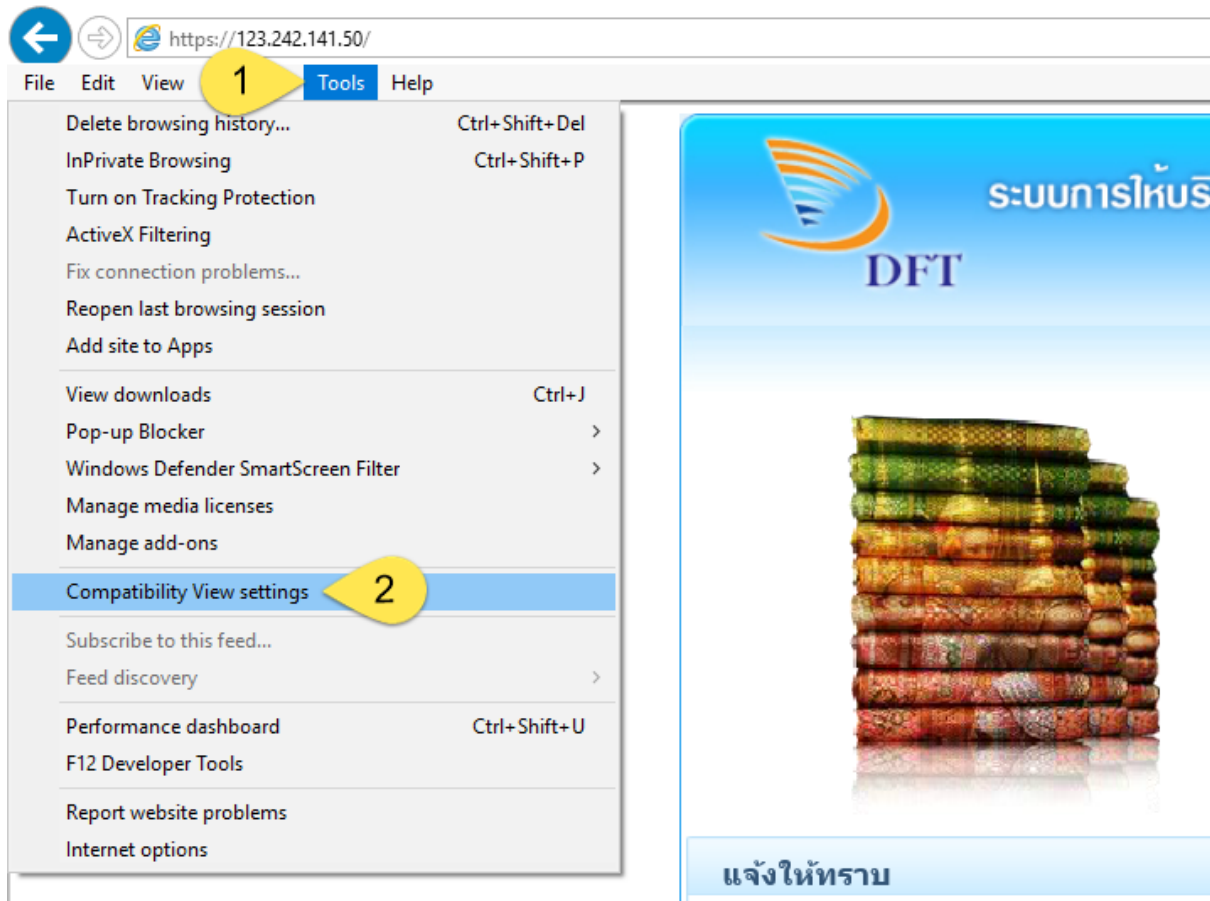 https://123.242.141.50/
File Edit View 1 Tools Help
Delete browsing history... Ctrl+Shift+Del
InPrivate Browsing Ctrl+Shift+P
Turn on Tracking Protection
ActiveX Filtering
Fix connection problems...
Reopen last browsing session
Add site to Apps
View downloads Ctrl+J
Pop-up Blocker
Windows Defender SmartScreen Filter
Manage media licenses
Manage add-ons
Compatibility View settings 2
Subscribe to this feed...
Feed discovery
Performance dashboard Ctrl+Shift+U
F12 Developer Tools
Report website problems
Internet options
ระบบการให้บริ
DFT
แจ้งให้ทราบ